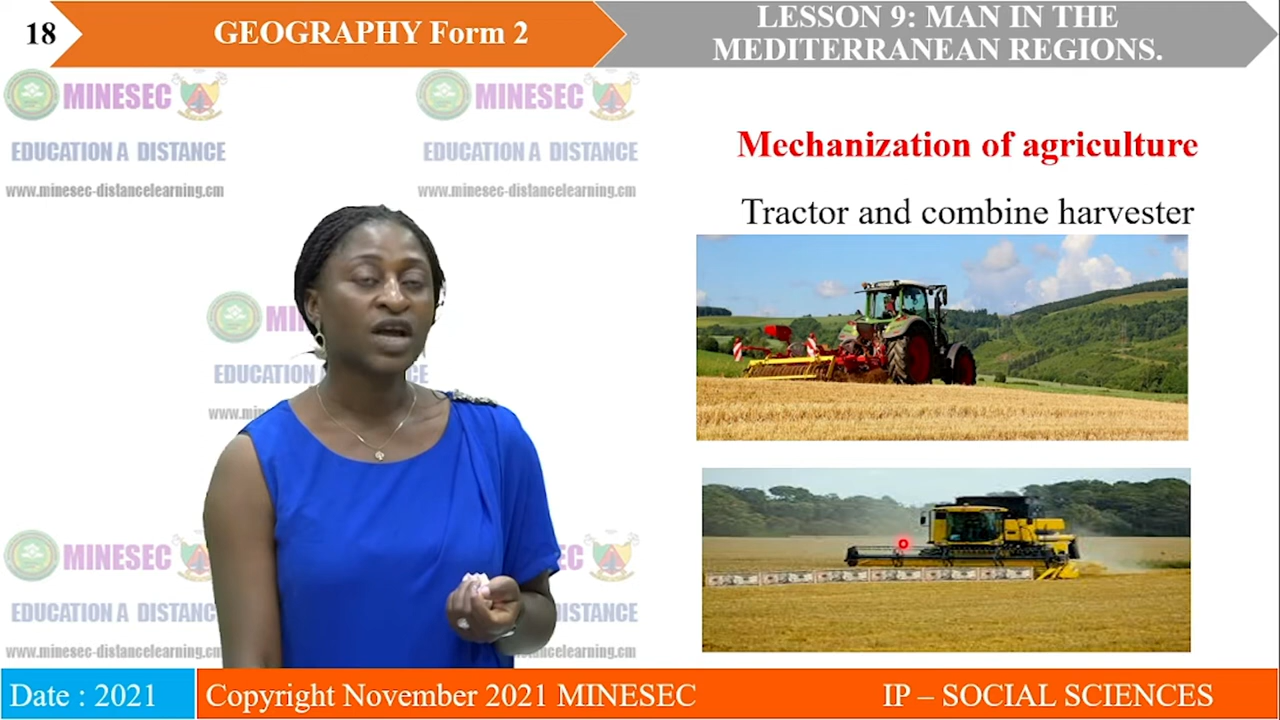 18
GEOGRAPHY Form 2
LESSON 9: MAN IN THE
MEDITERRANEAN REGIONS.
MINESEC
EDUCATION A DISTANCE
www.minesec-distancelearning.cm
MINESEC
EDUCATION A DISTANCE
www.minesec-distancelearning.cm
Mechanization of agriculture
Tractor and combine harvester
MINESEC
EDUCATION A DISTANCE
www.minesec-distancelearning.cm
Date : 2021
Copyright November 2021 MINESEC
IP – SOCIAL SCIENCES